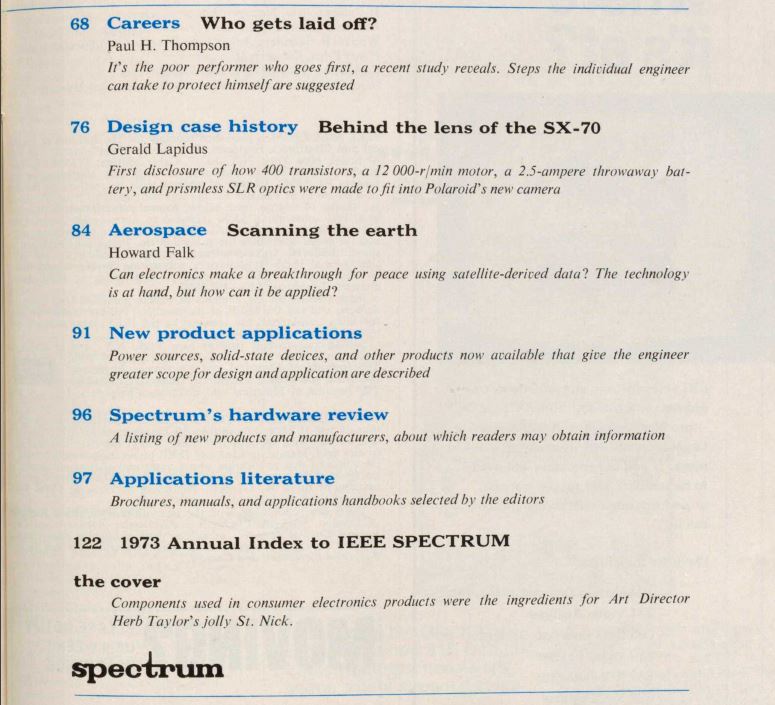 68 Careers Who gets laid off?
Paul H. Thompson
It's the poor performer who goes first, a recent study reveals. Steps the individual engineer
can take to protect himself are suggested
76 Design case history Behind the lens of the SX-70
Gerald Lapidus
First disclosure of how 400 transistors, a 12 000-r/min motor, a 2.5-ampere throwaway bat-
tery, and prismless SLR optics were made to fit into Polaroid's new camera
84 Aerospace Scanning the earth
Howard Falk
Can electronics make a breakthrough for peace using satellite-derived data? The technology
is at hand, but how can it be applied?
91 New product applications
Power sources, solid-state devices, and other products now available that give the engineer
greater scope for design and application are described
96 Spectrum's hardware review
A listing of new products and manufacturers, about which readers may obtain information
97 Applications literature
Brochures, manuals, and applications handbooks selected by the editors
122 1973 Annual Index to IEEE SPECTRUM
the cover
Components used in consumer electronics products were the ingredients for Art Director
Herb Taylor's jolly St. Nick.
spectrum